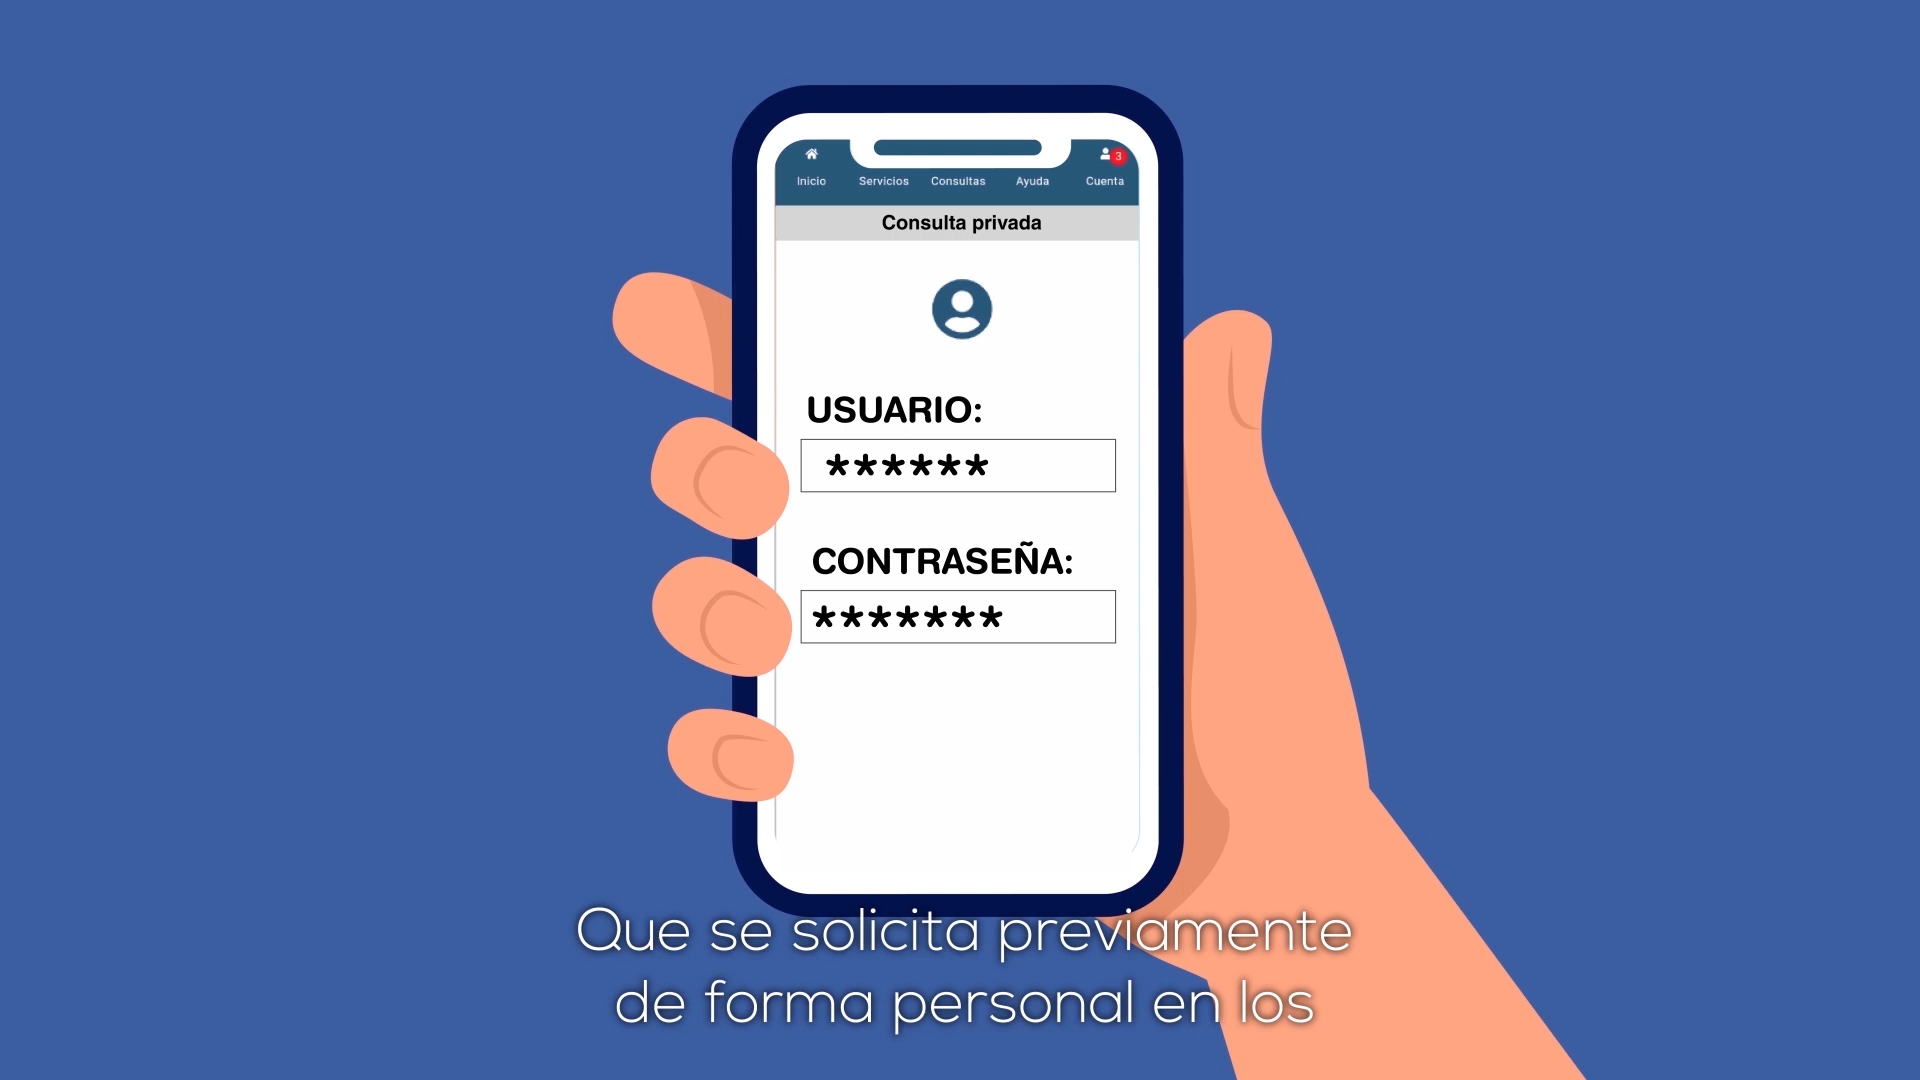 3
Inicio Servicios Consultas Ayuda Cuenta
Consulta privada
USUARIO:
******
CONTRASEÑA:
*******
Que se solicita previamente
de forma personal en los